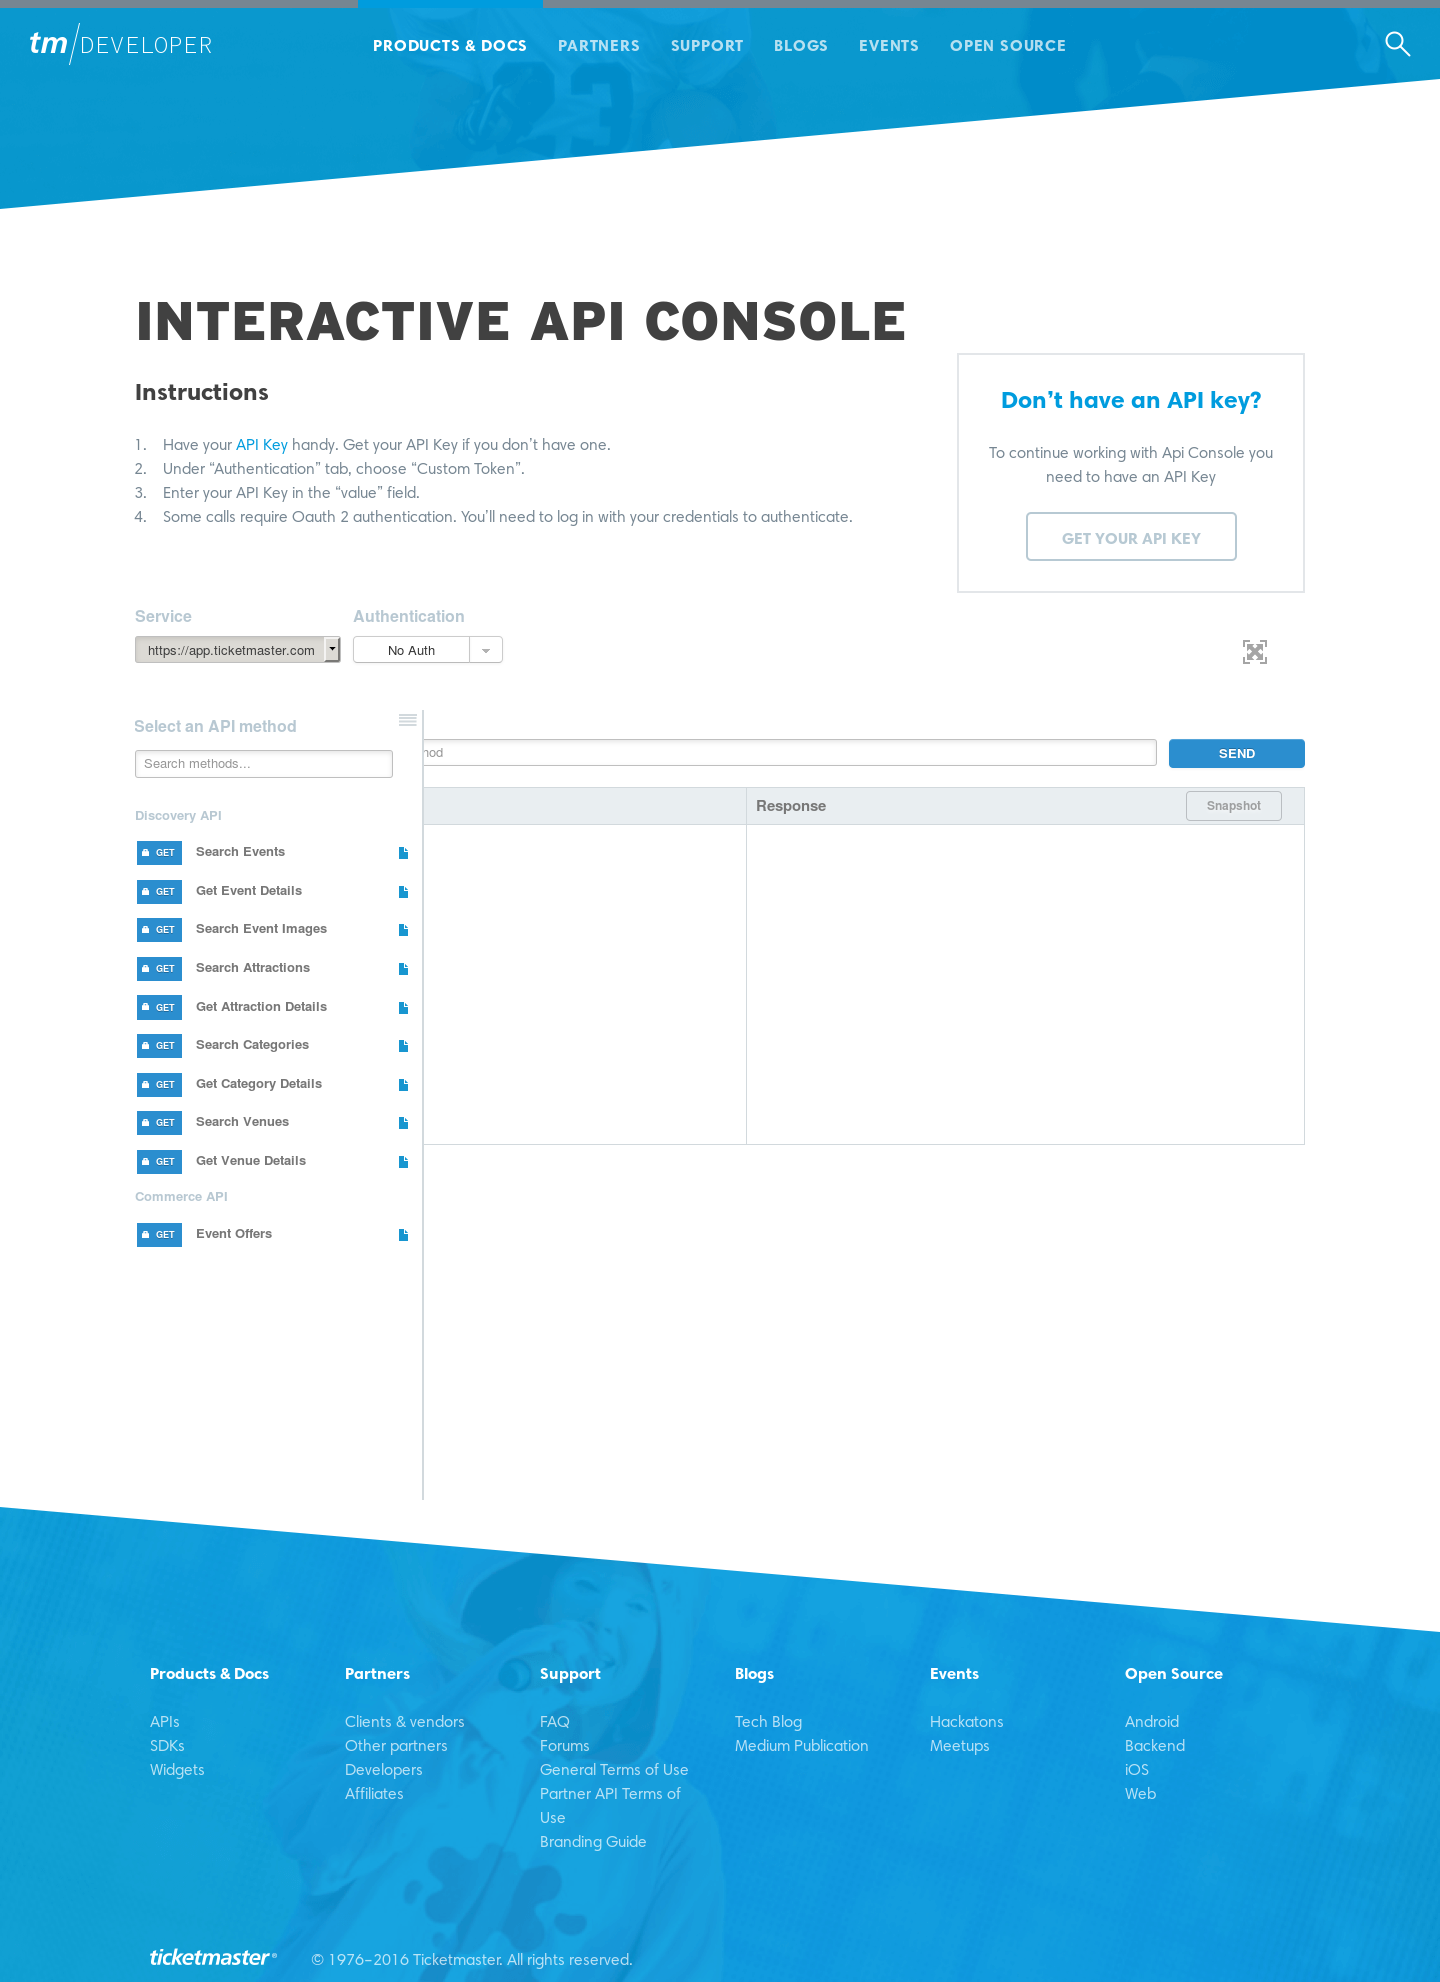 tm/DEVELOPER
PRODUCTS & DOCS
PARTNERS
SUPPORT
BLOGS
EVENTS
OPEN SOURCE
INTERACTIVE API CONSOLE
Instructions
1. Have your API Key handy. Get your API Key if you don't have one.
2. Under “Authentication” tab, choose “Custom Token”.
3. Enter your API Key in the “value” field.
4. Some calls require Oauth 2 authentication. You'll need to log in with your credentials to authenticate.
Don't have an API key?
To continue working with Api Console you
need to have an API Key
GET YOUR API KEY
Service
Authentication
https://app.ticketmaster.com
No Auth
Select an API method
Search methods...
SEND
Response
Snapshot
Discovery API
GET Search Events
GET Get Event Details
GET Search Event Images
GET Search Attractions
GET Get Attraction Details
GET Search Categories
GET Get Category Details
GET Search Venues
GET Get Venue Details
Commerce API
GET Event Offers
Products & Docs
APIs
SDKs
Widgets
Partners
Clients & vendors
Other partners
Developers
Affiliates
Support
FAQ
Forums
General Terms of Use
Partner API Terms of
Use
Branding Guide
Blogs
Tech Blog
Medium Publication
Events
Hackatons
Meetups
Open Source
Android
Backend
iOS
Web
ticketmaster®
© 1976–2016 Ticketmaster. All rights reserved.